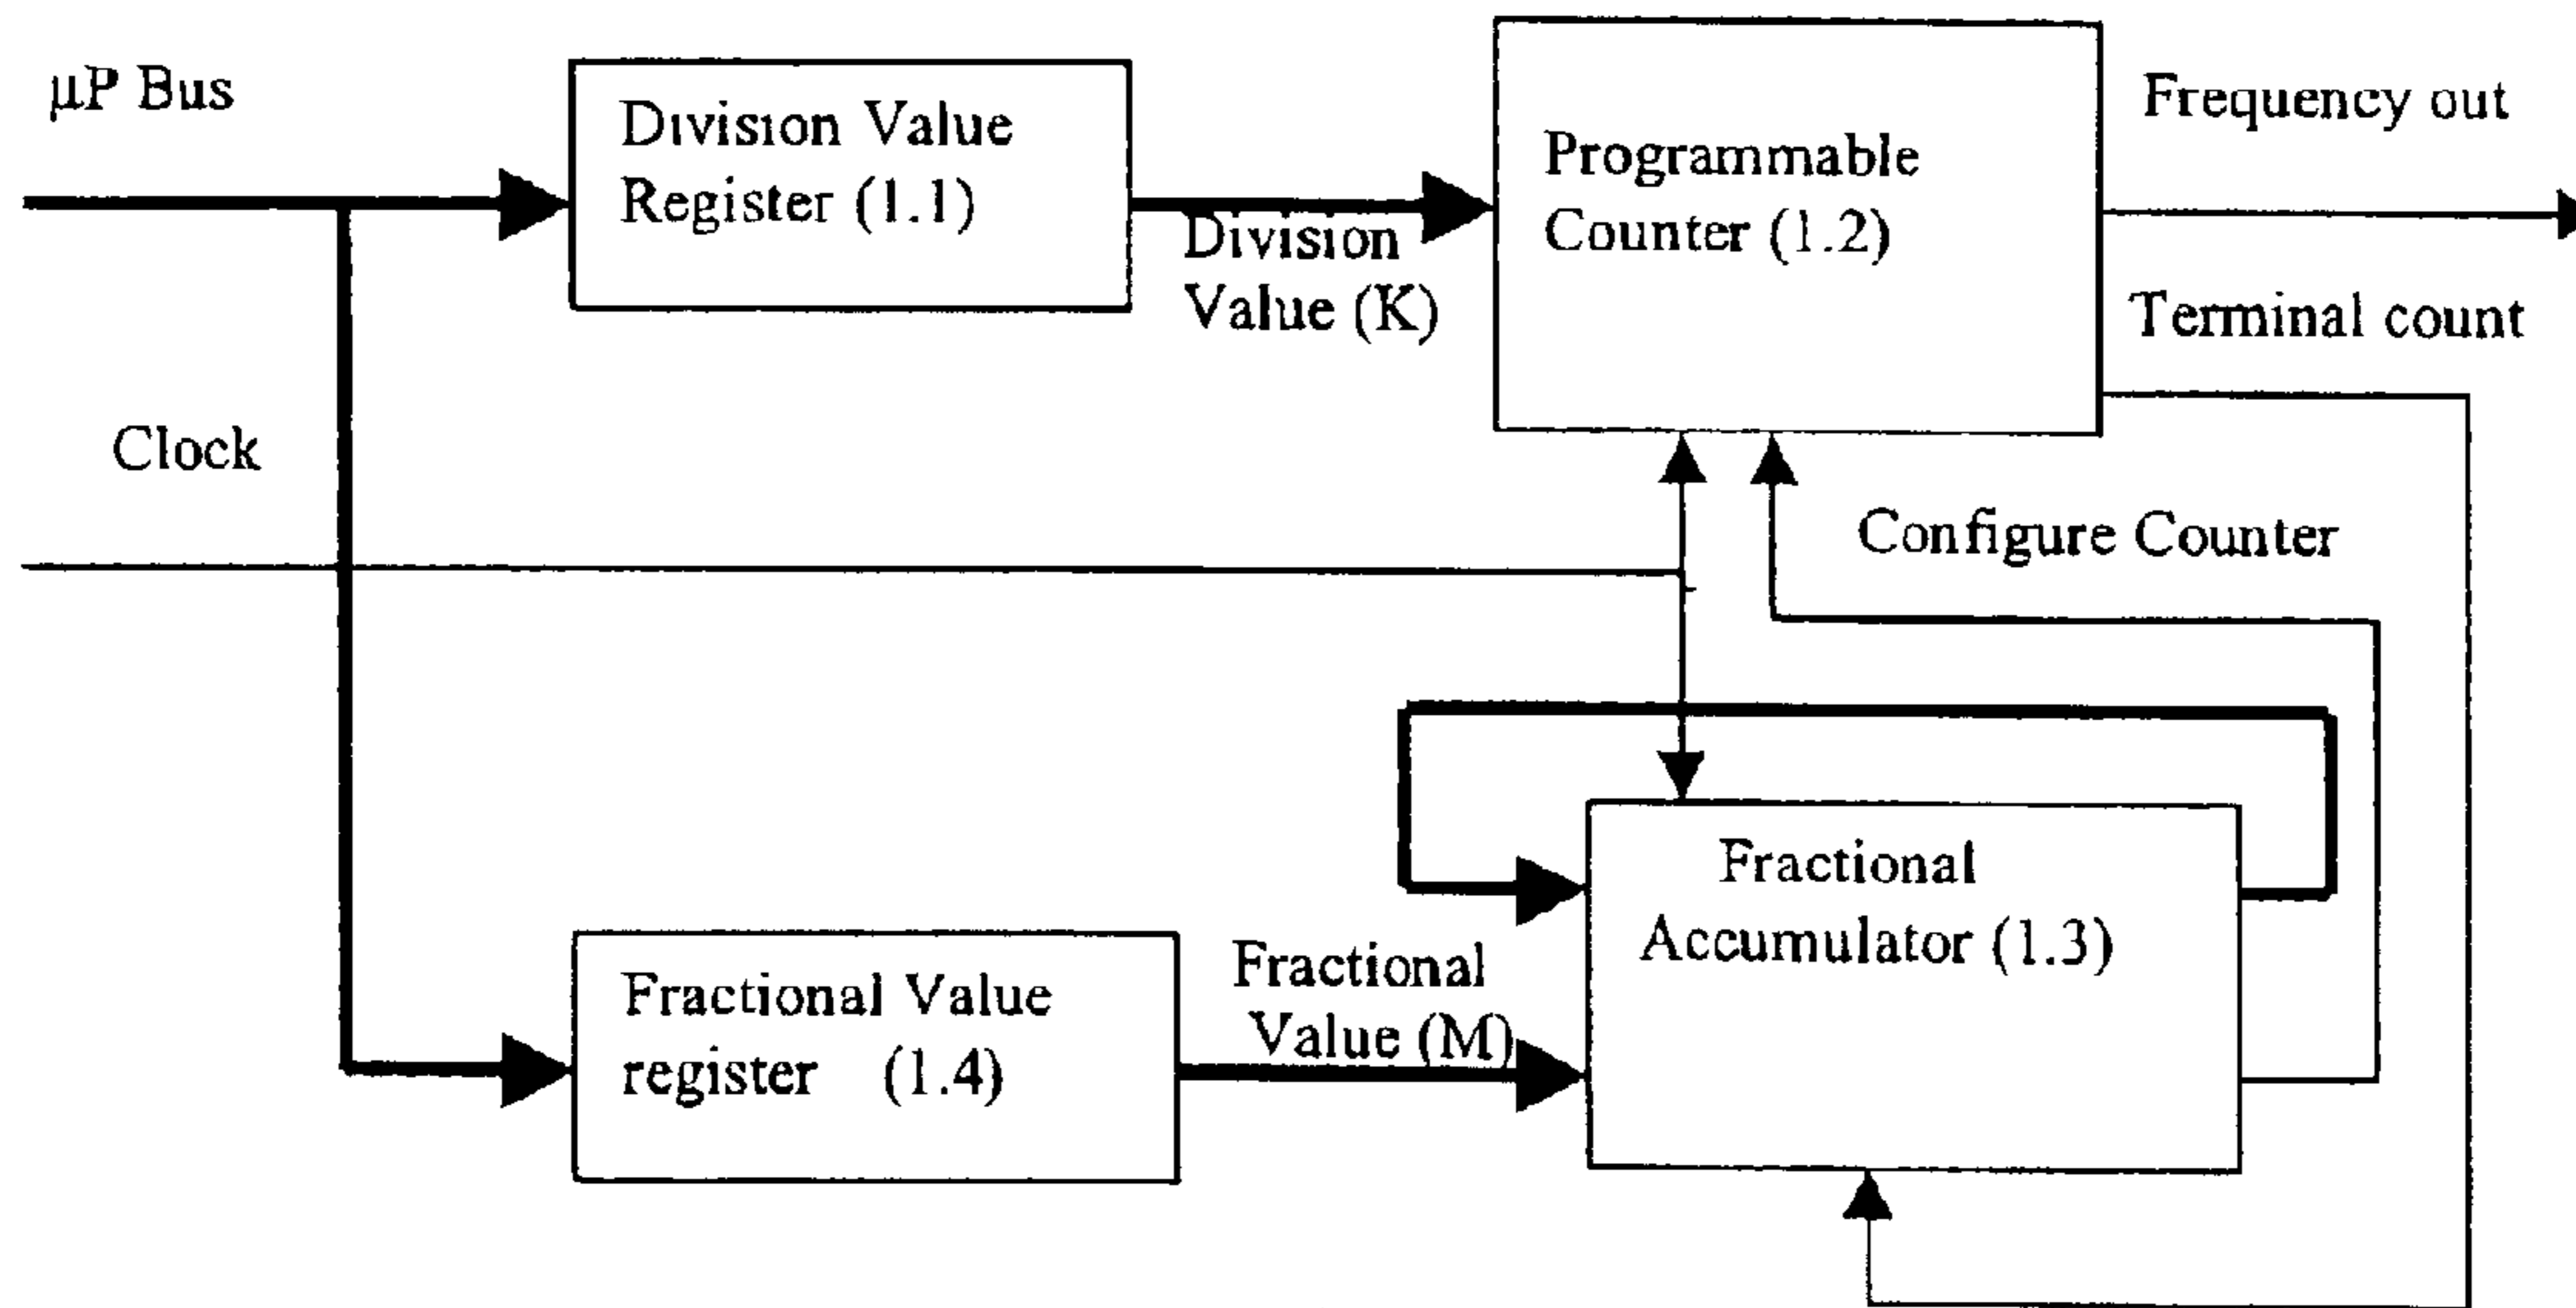 µP Bus
Division Value
Register (1.1)
Division
Value (K)
Programmable
Counter (1.2)
Frequency out
Terminal count
Clock
Configure Counter
Fractional Value
register (1.4)
Fractional
Value (M)
Fractional
Accumulator (1.3)